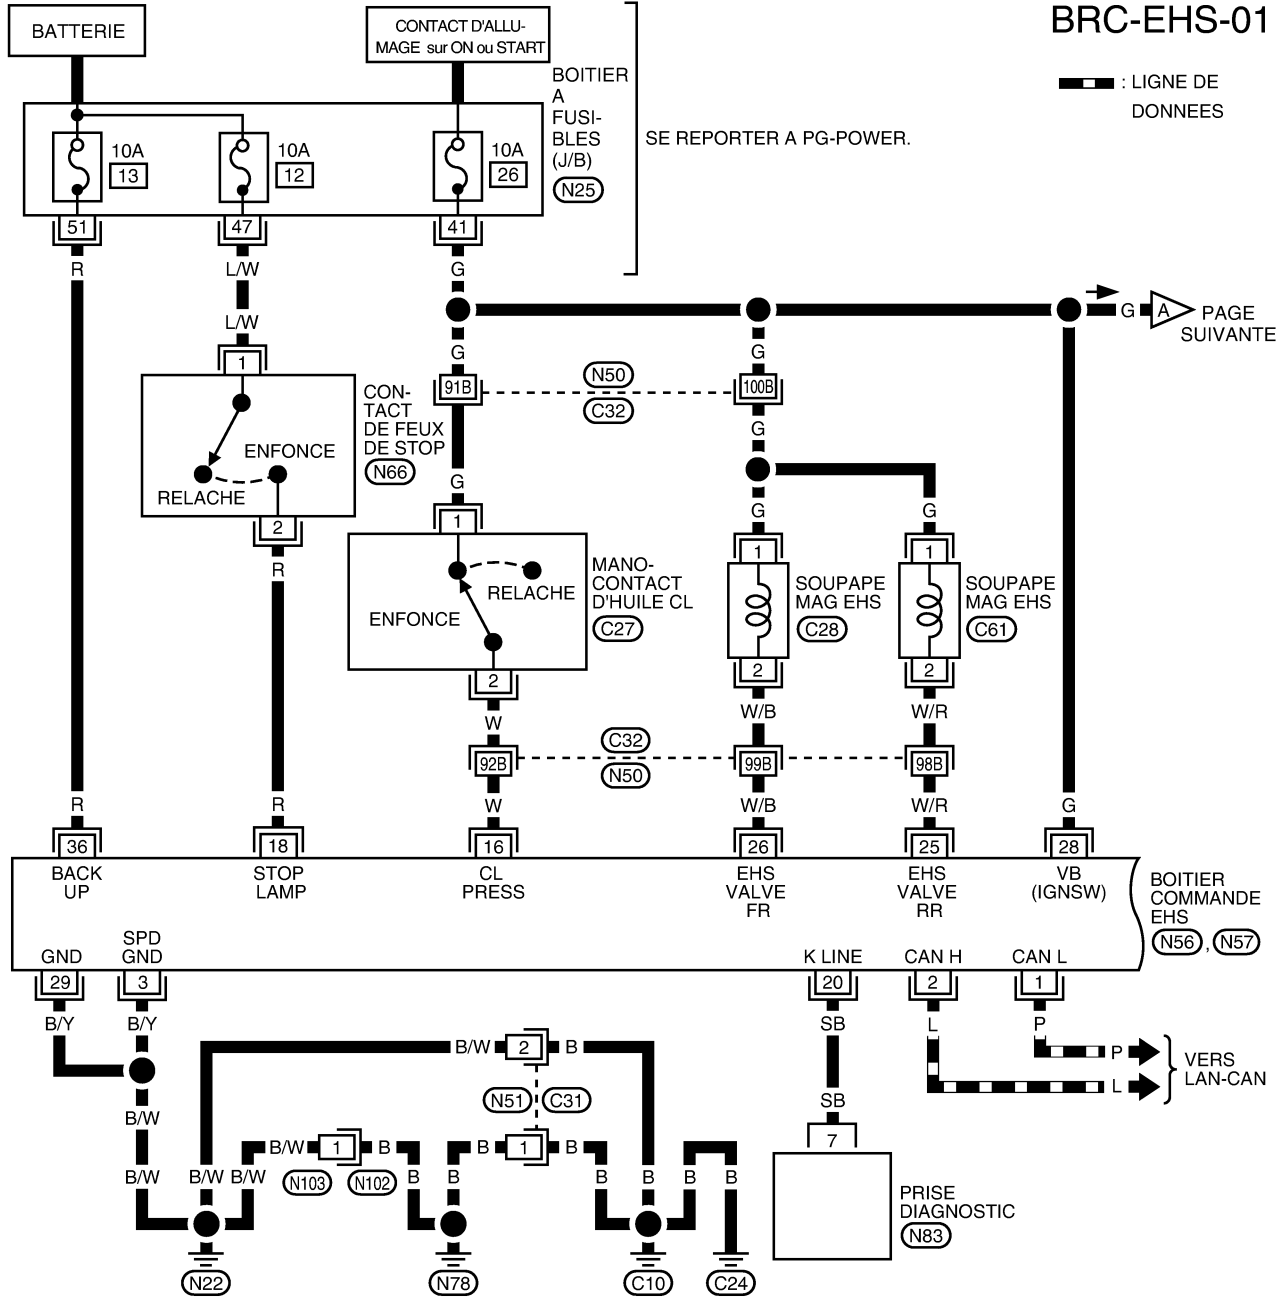 BRC-EHS-01
BATTERIE
CONTACT D'ALLU-
MAGE sur ON ou START
: LIGNE DE
DONNEES
BOITIER
A
FUSI-
BLES
(J/B)
N25
SE REPORTER A PG-POWER.
10A
13
10A
12
10A
26
51
47
41
R
L/W
G
L/W
G
G
G
A
PAGE
SUIVANTE
1
91B
N50
C32
100B
CON-
TACT
DE FEUX
DE STOP
N66
ENFONCE
RELACHE
G
G
2
1
G
G
R
1
1
MANO-
CONTACT
D'HUILE CL
C27
RELACHE
ENFONCE
SOUPAPE
MAG EHS
C28
SOUPAPE
MAG EHS
C61
2
2
2
W
W/B
W/R
C32
N50
92B
99B
98B
R
R
W
W/B
W/R
G
36
18
16
26
25
28
BACK
UP
STOP
LAMP
CL
PRESS
EHS
VALVE
FR
EHS
VALVE
RR
VB
(IGNSW)
BOITIER
COMMANDE
EHS
N56 , N57
GND
SPD
GND
K LINE
CAN H
CAN L
29
3
20
2
1
B/Y
B/Y
SB
L
P
B/W
2
B
P
L
VERS
LAN-CAN
N51
C31
SB
B/W
B/W
1
B
B
1
B
7
N103
N102
B/W
B/W
B/W
B
B
B
B
B
B
PRISE
DIAGNOSTIC
N83
N22
N78
C10
C24